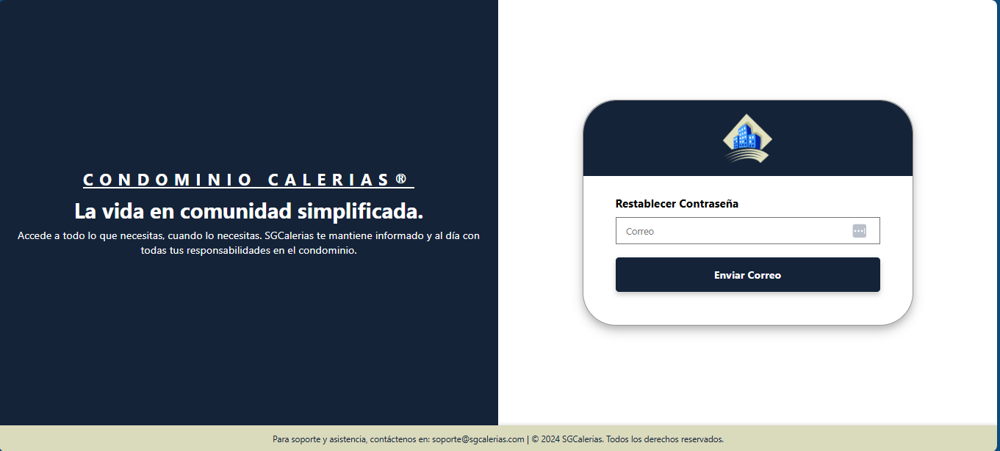 CONDOMINIO CALERIAS®
La vida en comunidad simplificada.
Accede a todo lo que necesitas, cuando lo necesitas. SGCalerias te mantiene informado y al día con
todas tus responsabilidades en el condominio.
Restablecer Contraseña
Correo
Enviar Correo
Para soporte y asistencia, contáctenos en: soporte@sgcalerias.com | © 2024 SGCalerias. Todos los derechos reservados.